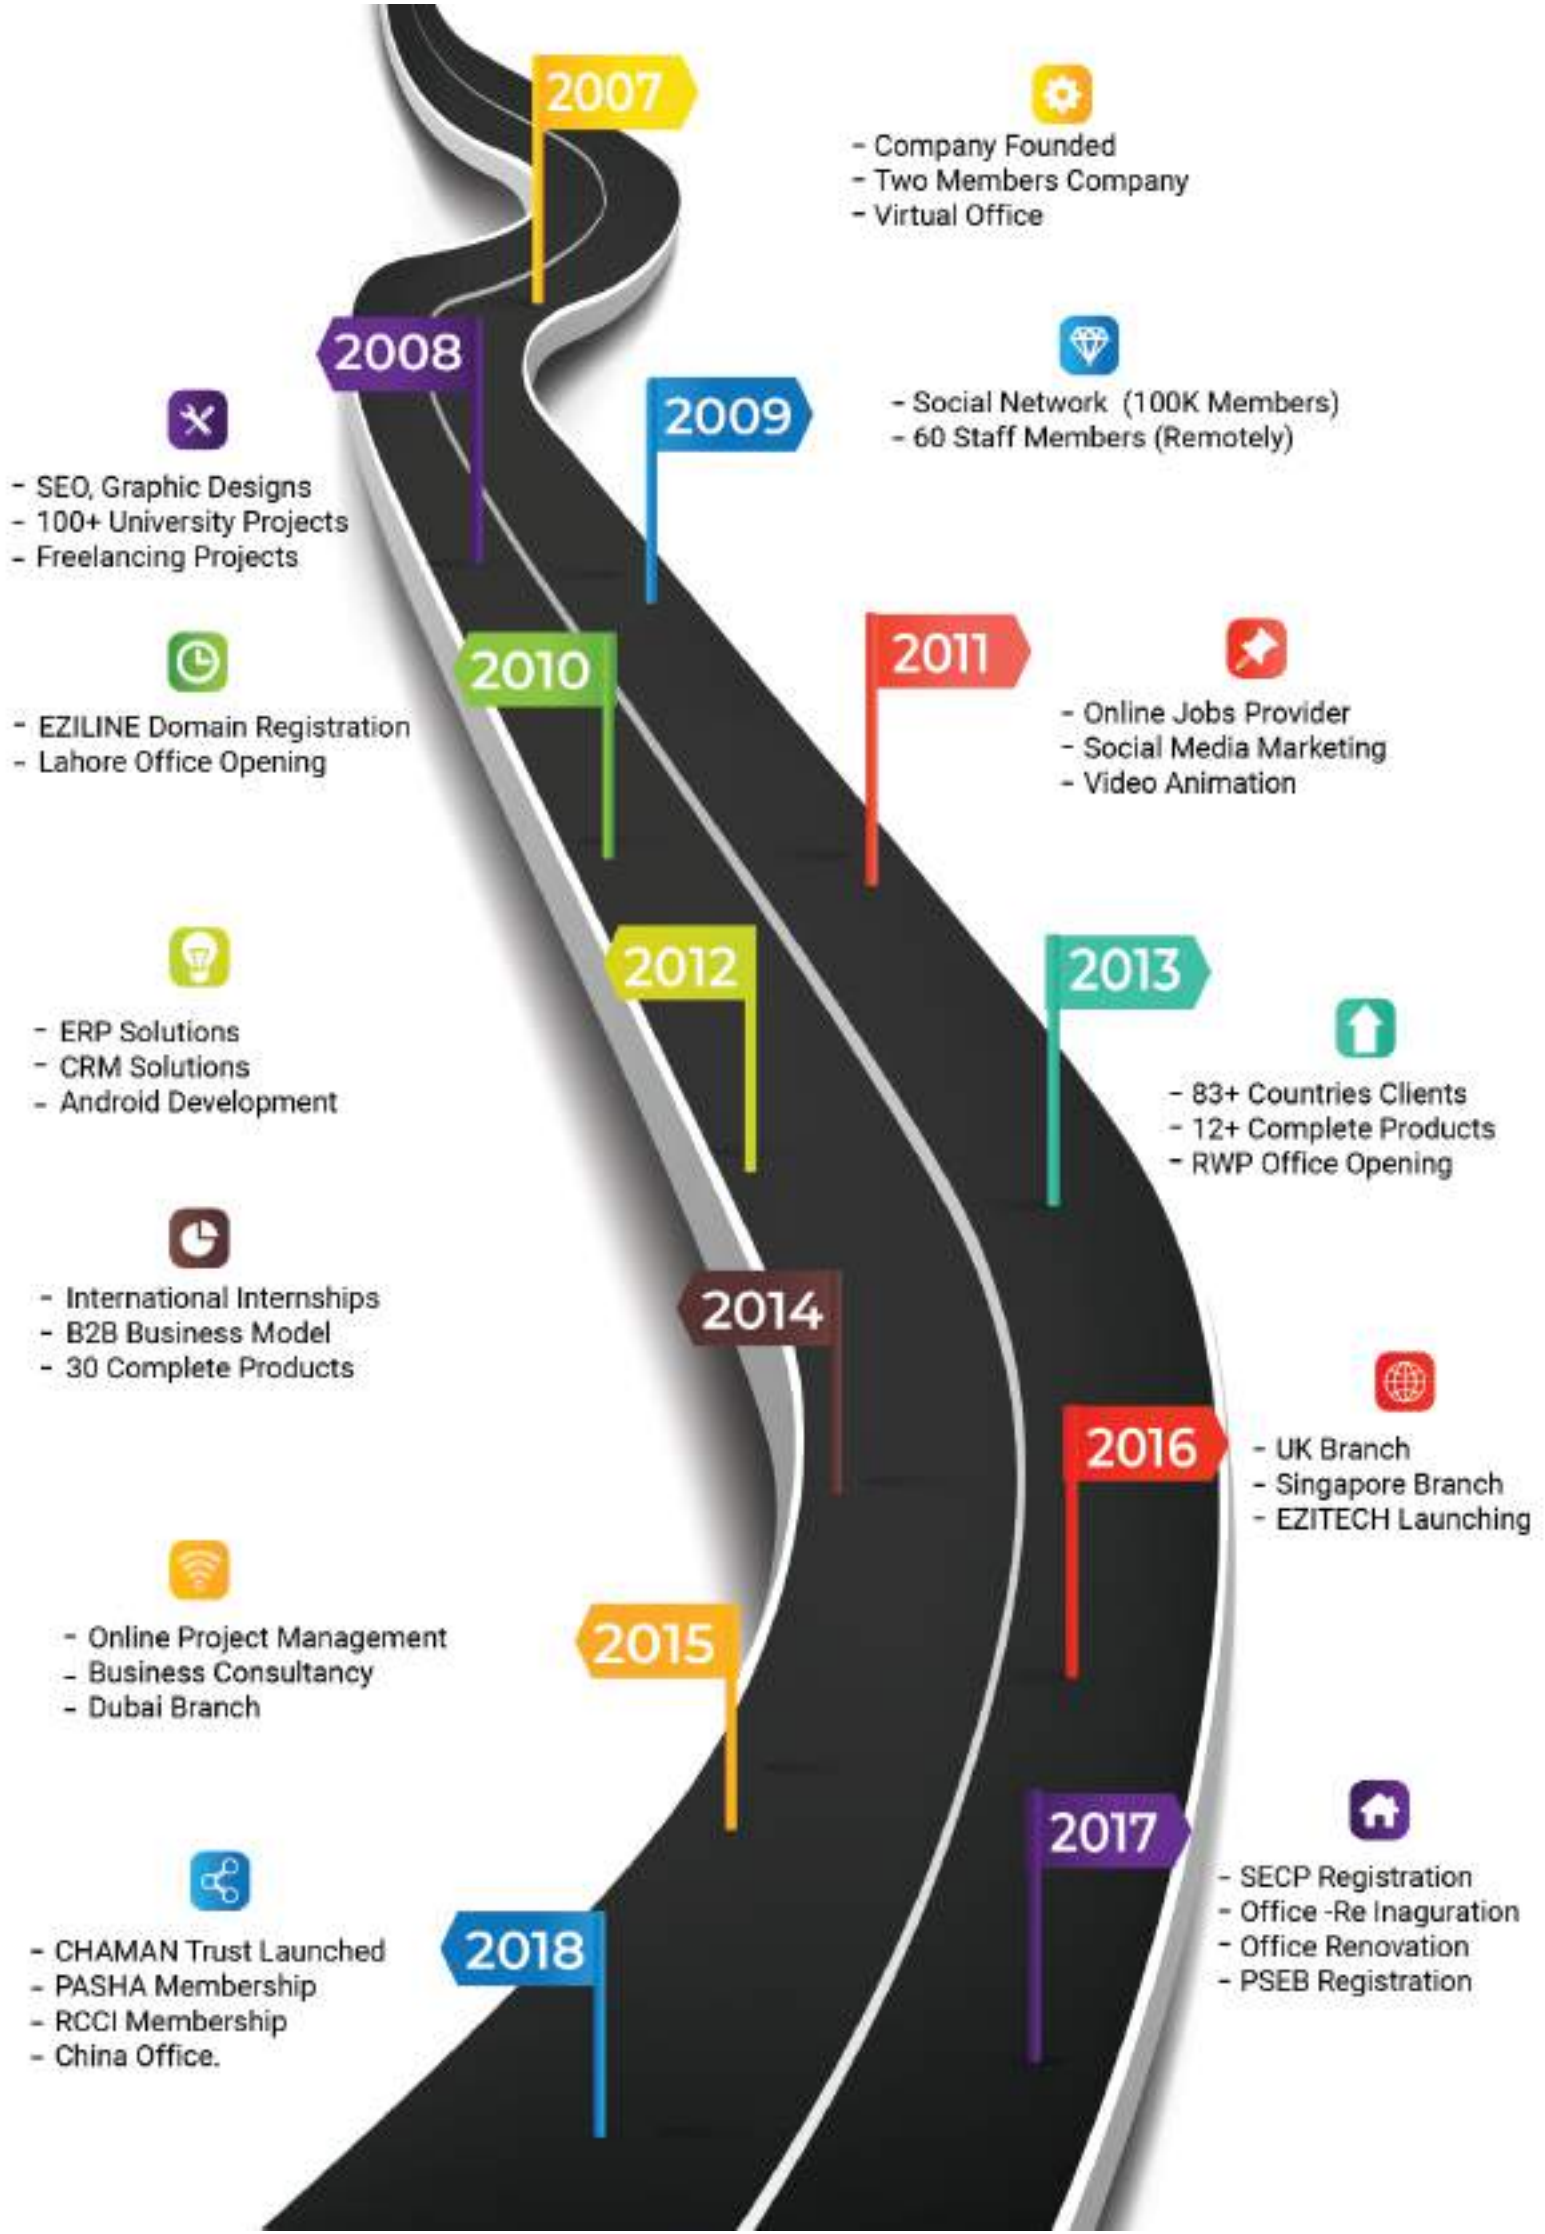 2007
- Company Founded
- Two Members Company
- Virtual Office
2008
- SEO, Graphic Designs
- 100+ University Projects
- Freelancing Projects
2009
- Social Network (100K Members)
- 60 Staff Members (Remotely)
2010
- EZILINE Domain Registration
- Lahore Office Opening
2011
- Online Jobs Provider
- Social Media Marketing
- Video Animation
2012
- ERP Solutions
- CRM Solutions
- Android Development
2013
- 83+ Countries Clients
- 12+ Complete Products
- RWP Office Opening
2014
- International Internships
- B2B Business Model
- 30 Complete Products
2015
- Online Project Management
- Business Consultancy
- Dubai Branch
2016
- UK Branch
- Singapore Branch
- EZITECH Launching
2017
- SECP Registration
- Office -Re Inaguration
- Office Renovation
- PSEB Registration
2018
- CHAMAN Trust Launched
- PASHA Membership
- RCCI Membership
- China Office.